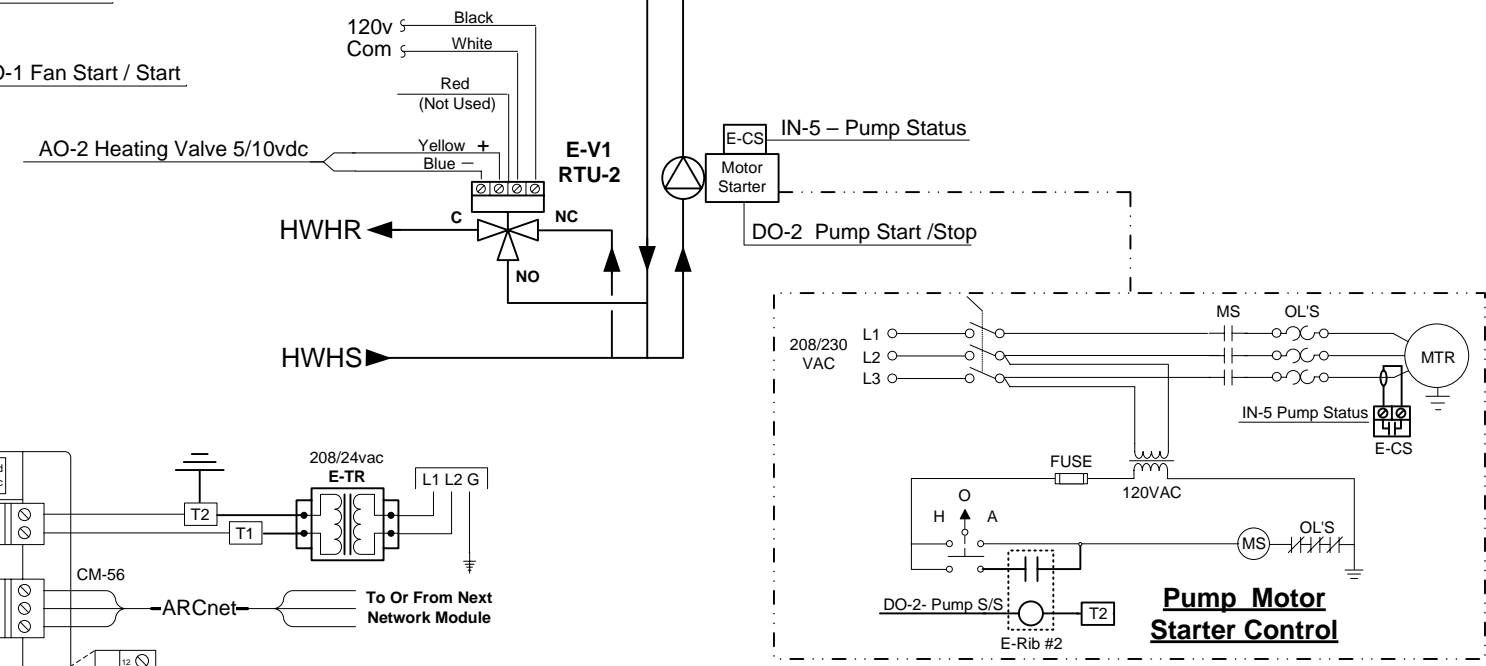 120v
Black
Com
White
-1 Fan Start / Start
Red
(Not Used)
AO-2 Heating Valve 5/10vdc
Yellow +
Blue −
E-V1
RTU-2
E-CS
IN-5 – Pump Status
Motor
Starter
DO-2 Pump Start /Stop
HWHR
C
NC
NO
HWHS
208/230
VAC
L1
L2
L3
MS
OL'S
MTR
IN-5 Pump Status
E-CS
FUSE
120VAC
O
H
A
MS
OL'S
DO-2- Pump S/S
T2
E-Rib #2
Pump Motor
Starter Control
208/24vac
E-TR
L1 L2 G
T2
T1
CM-56
ARCnet
To Or From Next
Network Module
12